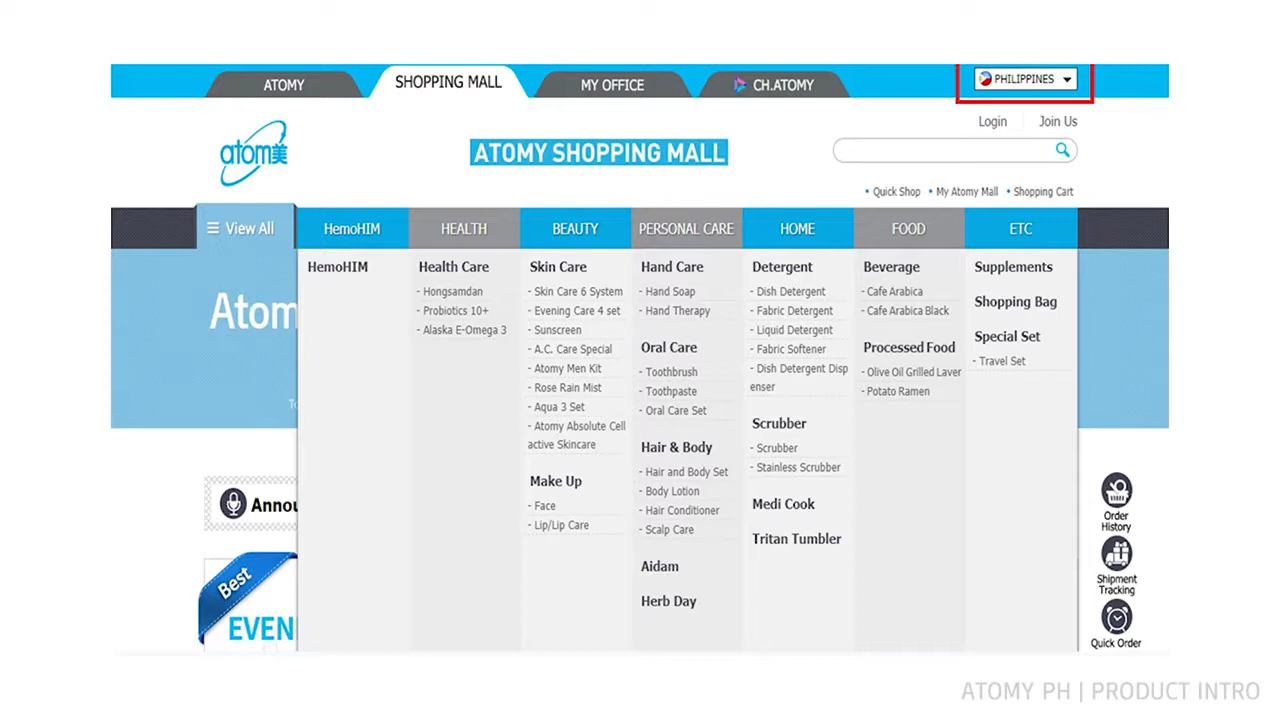 ATOMY
SHOPPING MALL
MY OFFICE
CH.ATOMY
PHILIPPINES
Login
Join Us
atom美
ATOMY SHOPPING MALL
• Quick Shop • My Atomy Mall • Shopping Cart
View All
HemoHIM
HEALTH
BEAUTY
PERSONAL CARE
HOME
FOOD
ETC
HemoHIM
Health Care
- Hongsamdan
- Probiotics 10+
- Alaska E-Omega 3
Skin Care
- Skin Care 6 System
- Evening Care 4 set
- Sunscreen
- A.C. Care Special
- Atomy Men Kit
- Rose Rain Mist
- Aqua 3 Set
- Atomy Absolute Cell
active Skincare
Make Up
- Face
- Lip/Lip Care
Hand Care
- Hand Soap
- Hand Therapy
Oral Care
- Toothbrush
- Toothpaste
- Oral Care Set
Hair & Body
- Hair and Body Set
- Body Lotion
- Hair Conditioner
- Scalp Care
Aidam
Herb Day
Detergent
- Dish Detergent
- Fabric Detergent
- Liquid Detergent
- Fabric Softener
- Dish Detergent Disp
enser
Scrubber
- Scrubber
- Stainless Scrubber
Medi Cook
Tritan Tumbler
Beverage
- Cafe Arabica
- Cafe Arabica Black
Processed Food
- Olive Oil Grilled Laver
- Potato Ramen
Supplements
Shopping Bag
Special Set
- Travel Set
Atom
To
Annou
Best
EVEN
Order
History
Shipment
Tracking
Quick Order
ATOMY PH | PRODUCT INTRO